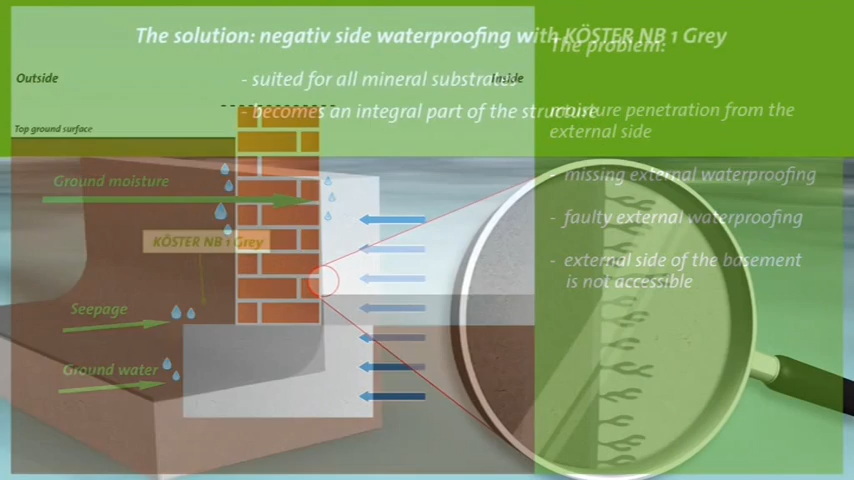 The solution: negativ side waterproofing with KÖSTER NB 1 Grey
The problem:
Outside
- suited for all mineral substrates
Inside
- becomes an integral part of the structure
moisture penetration from the
external side
Top ground surface
- missing external waterproofing
Ground moisture
- faulty external waterproofing
KÖSTER NB 1 Grey
- external side of the basement
is not accessible
Seepage
Ground water